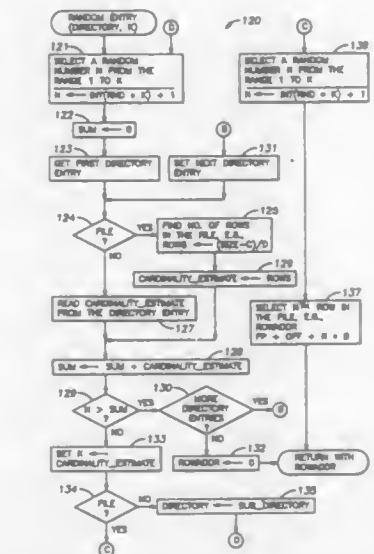 RANDOM ENTRY
(DIRECTORY, K)
120
D
C
121
SELECT A RANDOM
NUMBER N FROM THE
RANGE 1 TO K
N ← INT(RND * K) + 1
136
SELECT A RANDOM
NUMBER N FROM THE
RANGE 1 TO K
N ← INT(RND * K) + 1
122
SUM ← 0
B
123
GET FIRST DIRECTORY
ENTRY
131
GET NEXT DIRECTORY
ENTRY
124
FILE
?
YES
NO
125
FIND NO. OF ROWS
IN THE FILE, E.G.,
ROWS ← (SIZE-C)/D
CARDINALITY_ESTIMATE ← ROWS
READ CARDINALITY_ESTIMATE
FROM THE DIRECTORY ENTRY
127
137
SELECT NTH ROW IN
THE FILE, E.G.,
ROWADDR
128
SUM ← SUM + CARDINALITY_ESTIMATE
129
N > SUM
?
YES
NO
130
MORE
DIRECTORY
ENTRIES
?
YES
B
NO
132
ROWADDR ← 0
RETURN WITH
ROWADDR
133
SET K ←
CARDINALITY_ESTIMATE
134
FILE
?
NO
YES
135
DIRECTORY ← SUB_DIRECTORY
C
D